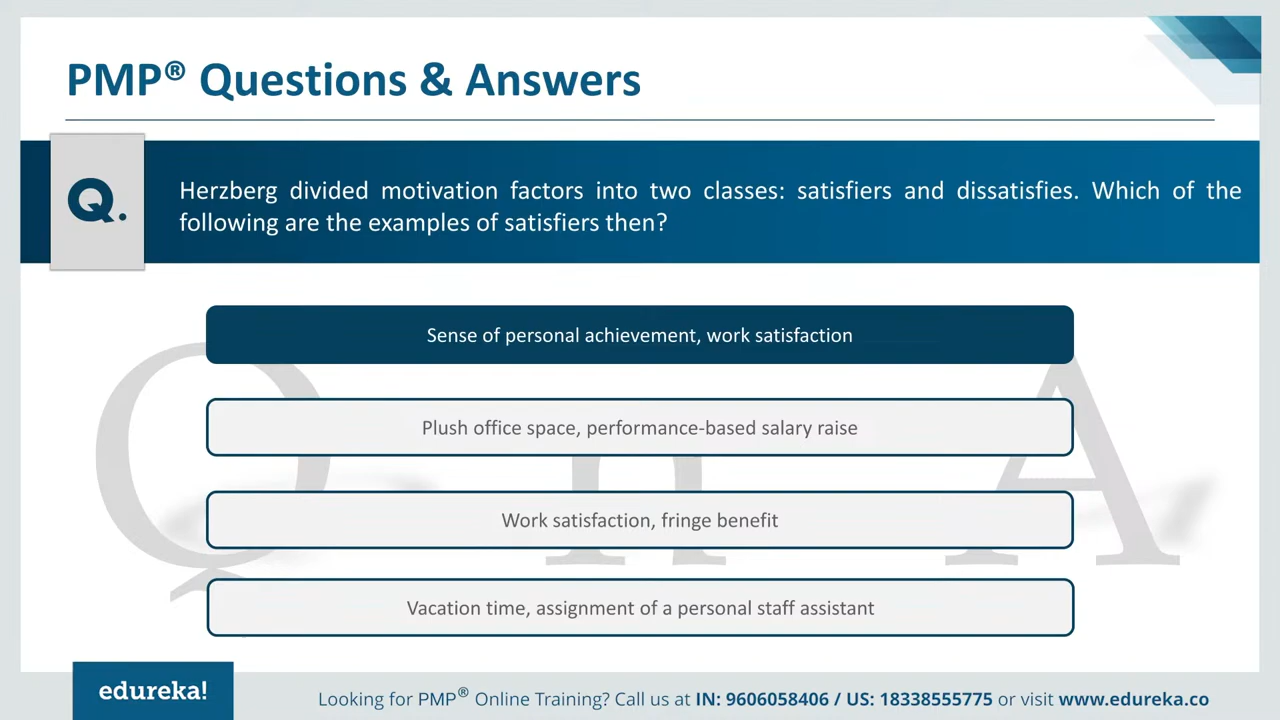 PMP® Questions & Answers
Q.
Herzberg divided motivation factors into two classes: satisfiers and dissatisfies. Which of the
following are the examples of satisfiers then?
Sense of personal achievement, work satisfaction
Plush office space, performance-based salary raise
Work satisfaction, fringe benefit
Vacation time, assignment of a personal staff assistant
Q n A
edureka!
Looking for PMP® Online Training? Call us at IN: 9606058406 / US: 18338555775 or visit www.edureka.co